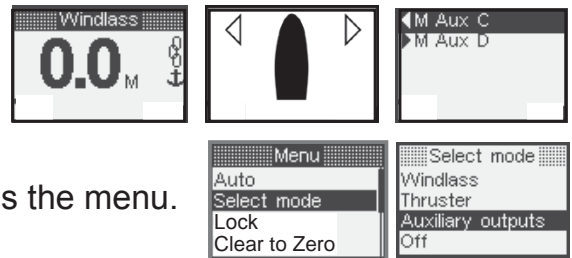 Windlass
0.0 M
M Aux C
M Aux D
s the menu.
Menu
Auto
Select mode
Lock
Clear to Zero
Select mode
Windlass
Thruster
Auxiliary outputs
Off